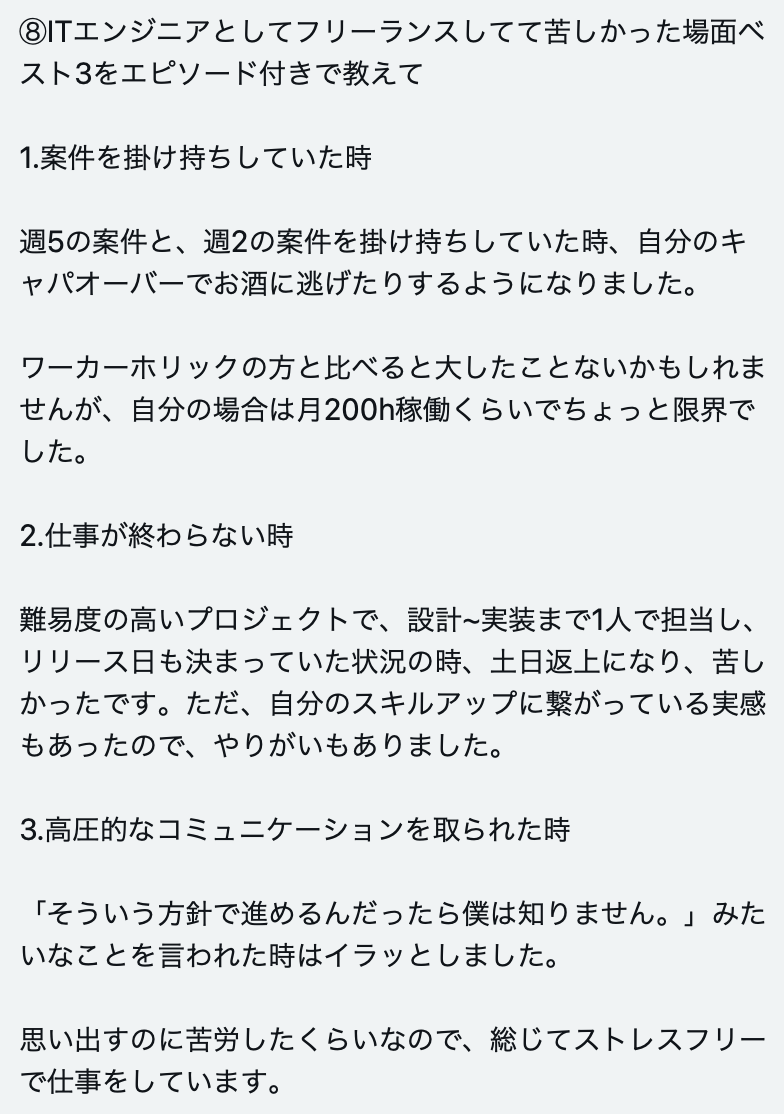 ⑧ITエンジニアとしてフリーランスしてて苦しかった場面ベ
スト3をエピソード付きで教えて
1.案件を掛け持ちしていた時
週5の案件と、週2の案件を掛け持ちしていた時、自分のキ
ャパオーバーでお酒に逃げたりするようになりました。
ワーカーホリックの方と比べると大したことないかもしれま
せんが、自分の場合は月200h稼働くらいでちょっと限界で
した。
2.仕事が終わらない時
難易度の高いプロジェクトで、設計~実装まで1人で担当し、
リリース日も決まっていた状況の時、土日返上になり、苦し
かったです。ただ、自分のスキルアップに繋がっている実感
もあったので、やりがいもありました。
3.高圧的なコミュニケーションを取られた時
「そういう方針で進めるんだったら僕は知りません。」みた
いなことを言われた時はイラッとしました。
思い出すのに苦労したくらいなので、総じてストレスフリー
で仕事をしています。